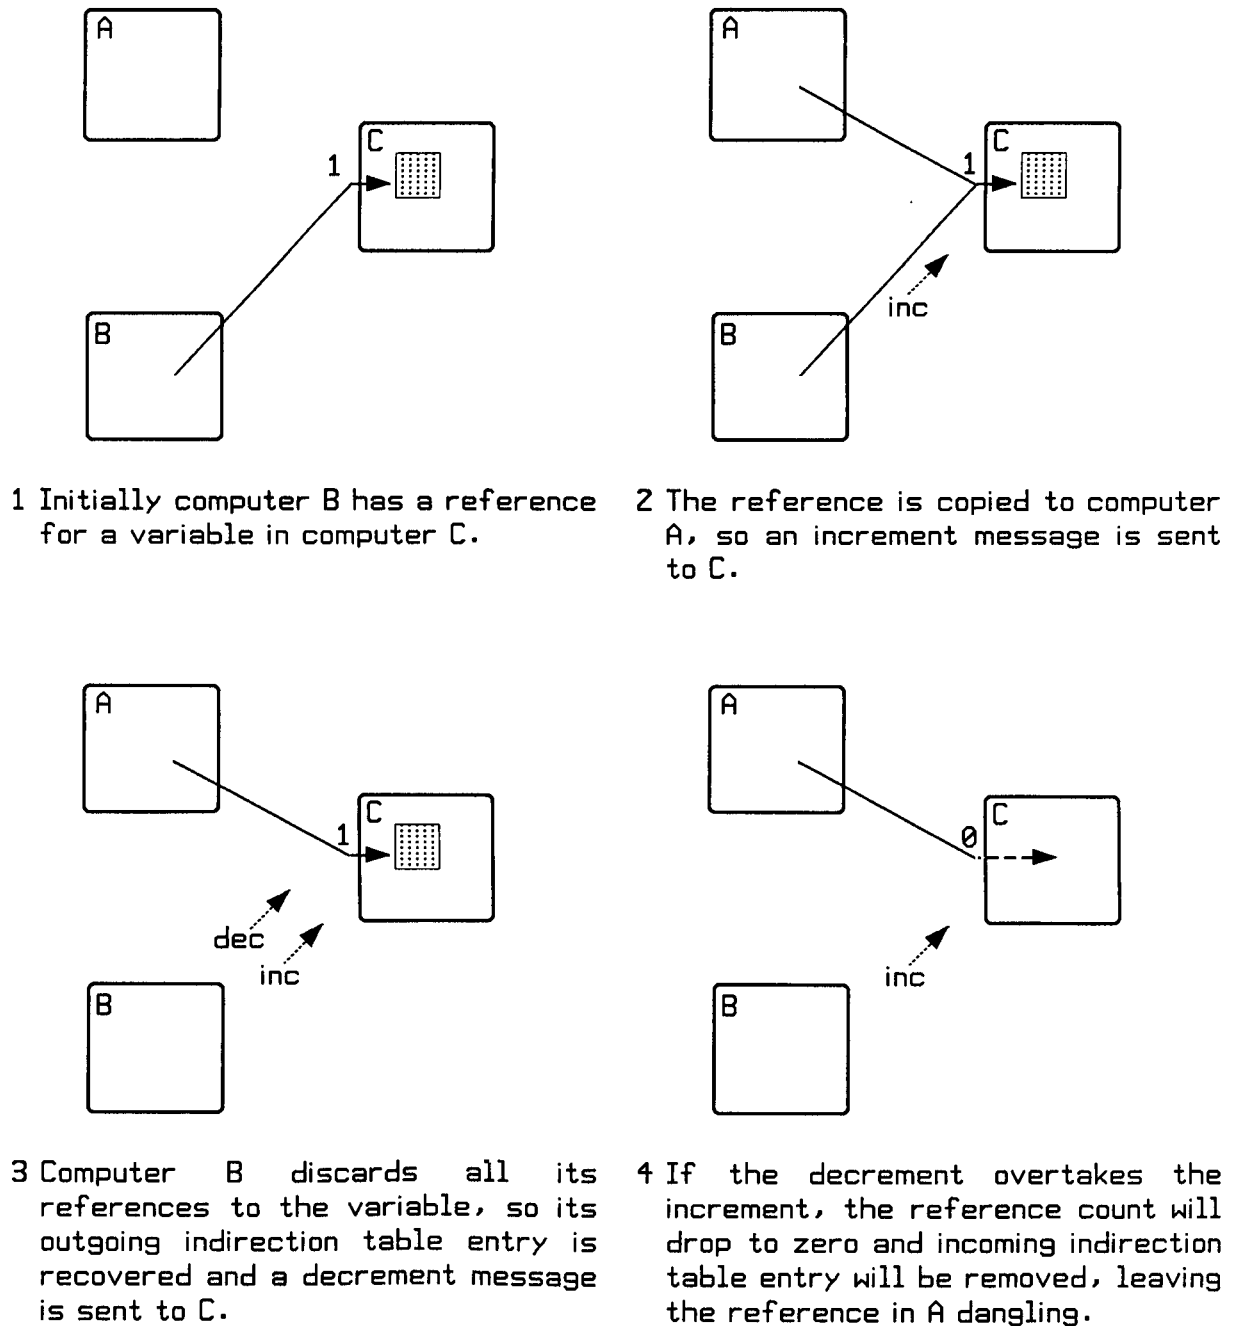 A
C
1
B
1 Initially computer B has a reference
for a variable in computer C.
A
C
1
inc
B
2 The reference is copied to computer
A, so an increment message is sent
to C.
A
C
1
dec
inc
B
3 Computer B discards all its
references to the variable, so its
outgoing indirection table entry is
recovered and a decrement message
is sent to C.
A
C
0
inc
B
4 If the decrement overtakes the
increment, the reference count will
drop to zero and incoming indirection
table entry will be removed, leaving
the reference in A dangling.